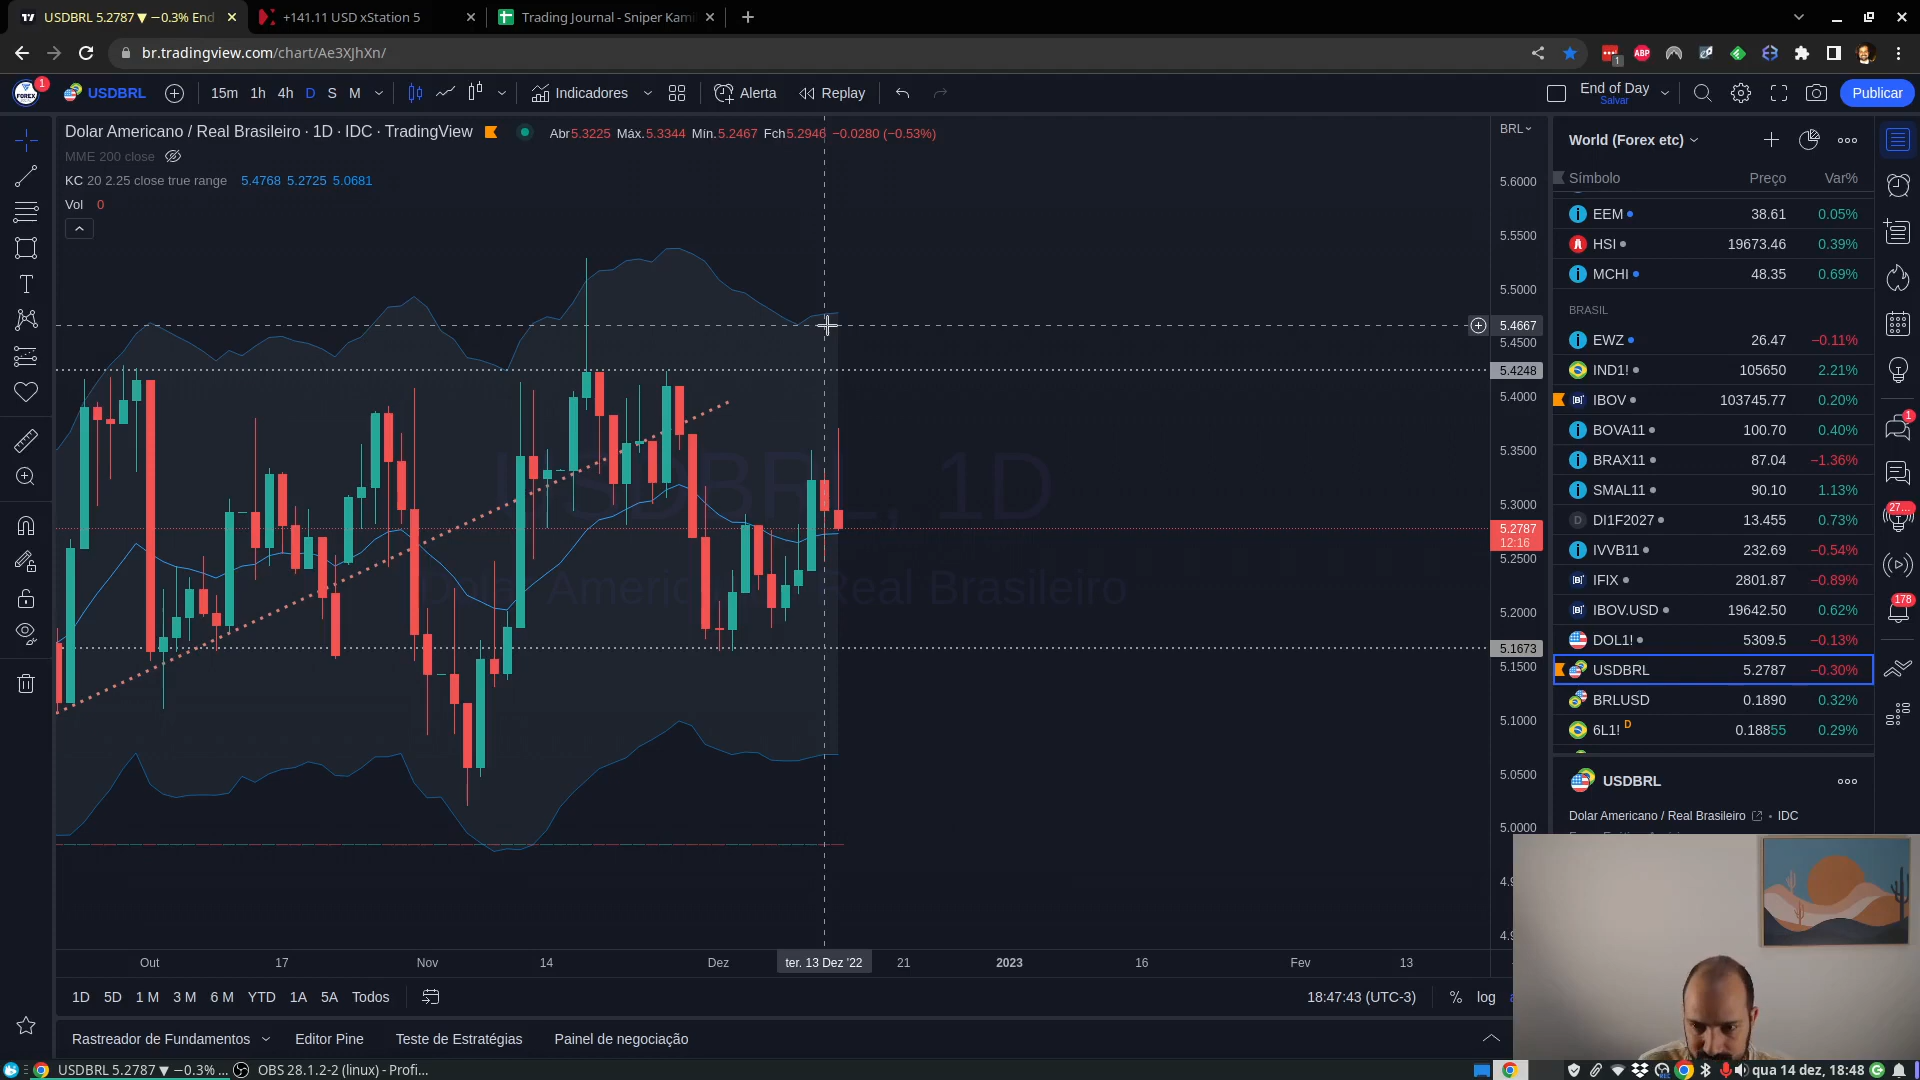 USDBRL 5.2787 ▼ −0.3% End
+141.11 USD xStation 5
Trading Journal - Sniper Kami
br.tradingview.com/chart/Ae3XJhXn/
1
ABP
FOREX
1
USDBRL
15m 1h 4h D S M
Indicadores
Alerta
Replay
End of Day
Salvar
Publicar
Dolar Americano / Real Brasileiro · 1D · IDC · TradingView
Abr5.3225 Máx.5.3344 Mín.5.2467 Fch5.2946 −0.0280 (−0.53%)
BRL
MME 200 close
KC 20 2.25 close true range 5.4768 5.2725 5.0681
Vol 0
USDBRL, 1D
Dolar Americano / Real Brasileiro
5.6000
5.5500
5.5000
5.4667
5.4500
5.4248
5.4000
5.3500
5.3000
5.2787
12:16
5.2500
5.2000
5.1673
5.1500
5.1000
5.0500
5.0000
Out 17 Nov 14 Dez ter. 13 Dez '22 21 2023 16 Fev 13
1D 5D 1 M 3 M 6 M YTD 1A 5A Todos
18:47:43 (UTC-3) % log
Rastreador de Fundamentos Editor Pine Teste de Estratégias Painel de negociação
World (Forex etc)
Símbolo Preço Var%
EEM 38.61 0.05%
HSI 19673.46 0.39%
MCHI 48.35 0.69%
BRASIL
EWZ 26.47 −0.11%
IND1! 105650 2.21%
IBOV 103745.77 0.20%
BOVA11 100.70 0.40%
BRAX11 87.04 −1.36%
SMAL11 90.10 1.13%
D DI1F2027 13.455 0.73%
IVVB11 232.69 −0.54%
IFIX 2801.87 −0.89%
IBOV.USD 19642.50 0.62%
DOL1! 5309.5 −0.13%
USDBRL 5.2787 −0.30%
BRLUSD 0.1890 0.32%
6L1! D 0.18855 0.29%
USDBRL
Dolar Americano / Real Brasileiro • IDC
1
27...
178
USDBRL 5.2787 ▼ −0.3% ...
OBS 28.1.2-2 (linux) - Profi...
qua 14 dez, 18:48